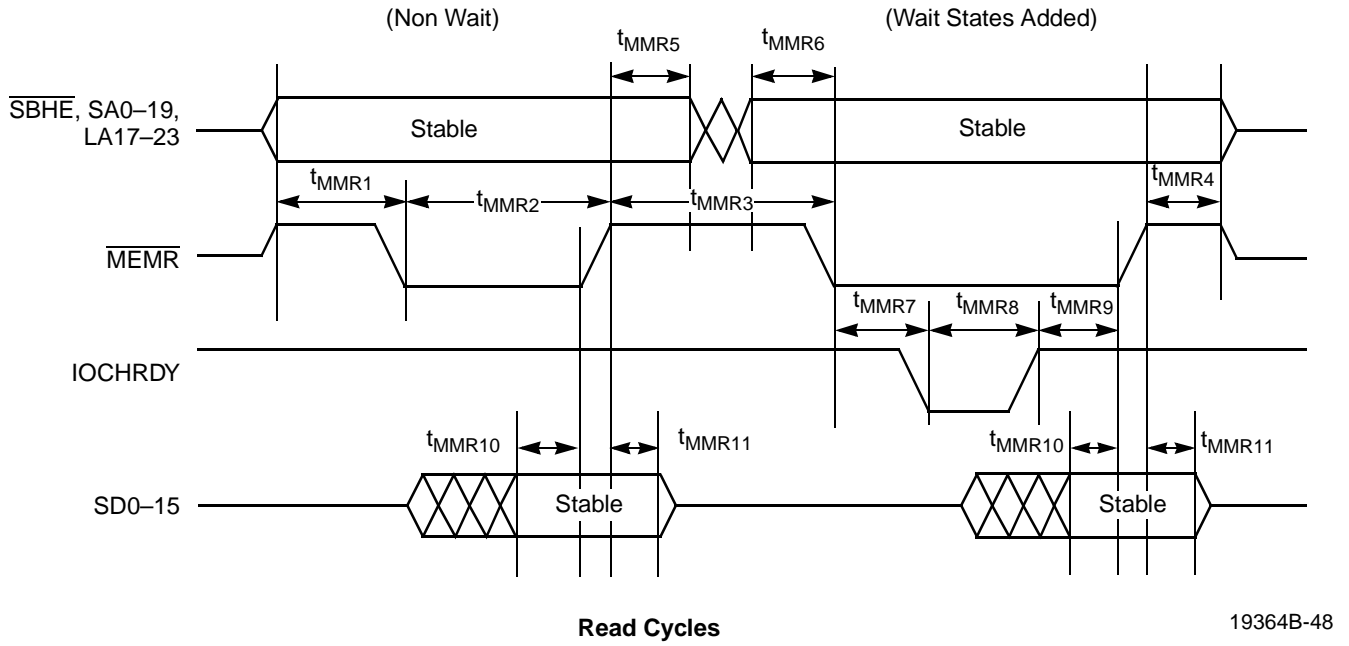 (Non Wait) (Wait States Added)
tMMR5 tMMR6
SBHE, SA0–19,
LA17–23
Stable Stable
tMMR1 tMMR2 tMMR3 tMMR4
MEMR
tMMR7 tMMR8 tMMR9
IOCHRDY
tMMR10 tMMR11 tMMR10 tMMR11
SD0–15 Stable Stable
Read Cycles 19364B-48